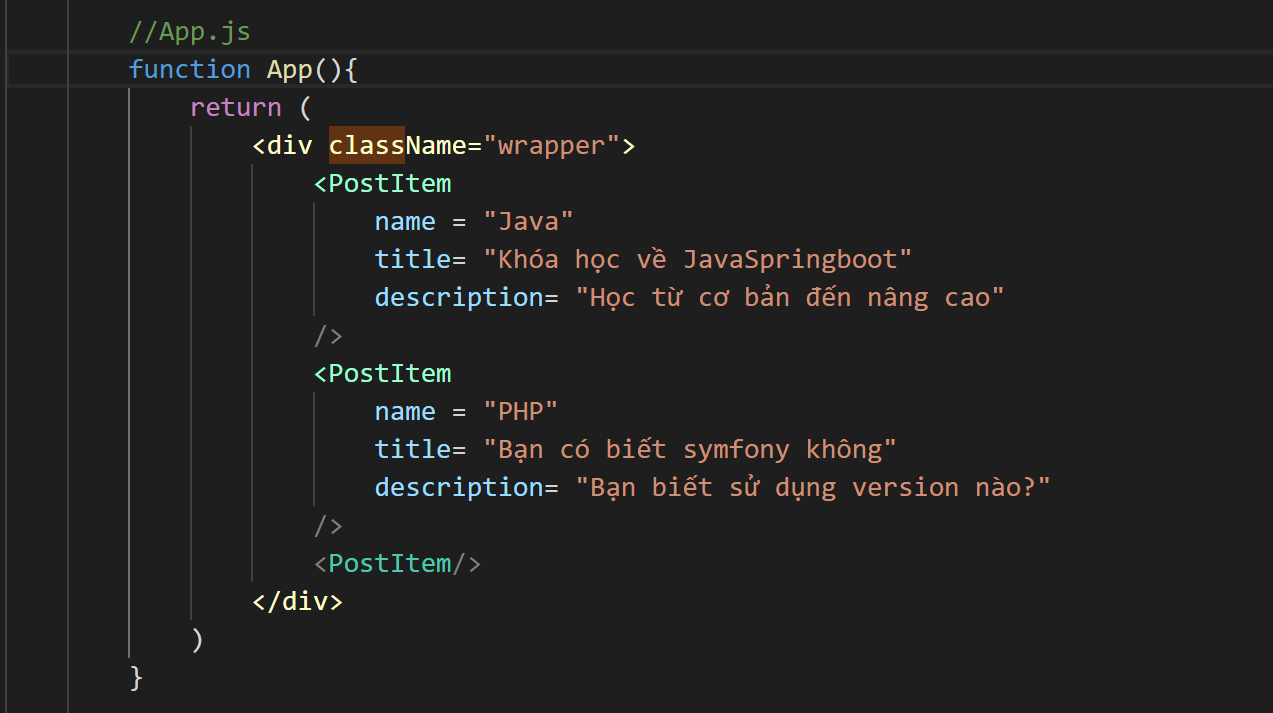 //App.js
function App(){
return (
<div className="wrapper">
<PostItem
name = "Java"
title= "Khóa học về JavaSpringboot"
description= "Học từ cơ bản đến nâng cao"
/>
<PostItem
name = "PHP"
title= "Bạn có biết symfony không"
description= "Bạn biết sử dụng version nào?"
/>
<PostItem/>
</div>
)
}